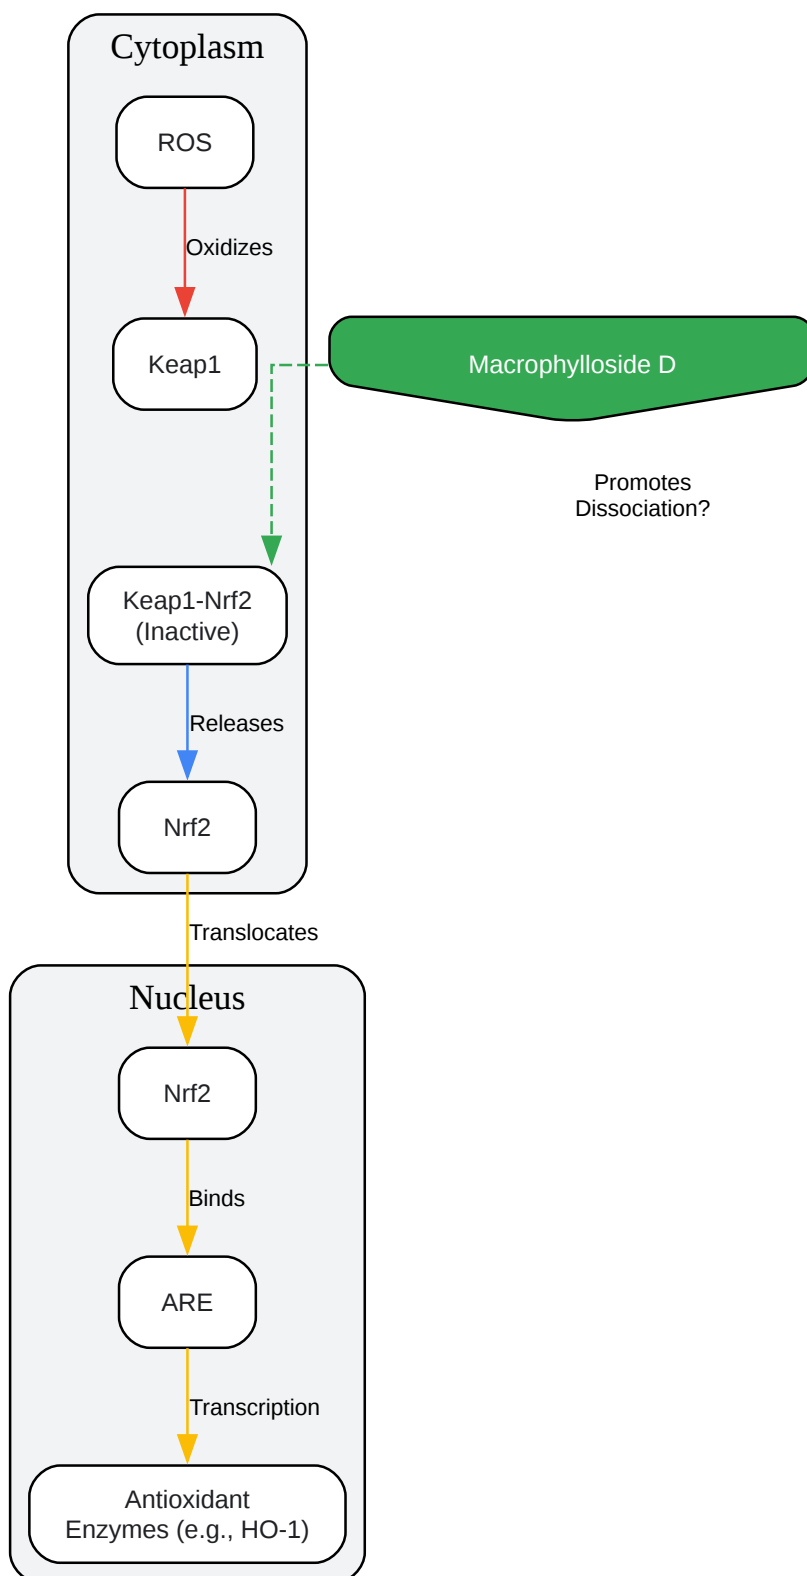 Cytoplasm
ROS
Oxidizes
Keap1
Macrophylloside D
Promotes
Dissociation?
Keap1-Nrf2
(Inactive)
Releases
Nrf2
Translocates
Nucleus
Nrf2
Binds
ARE
Transcription
Antioxidant
Enzymes (e.g., HO-1)